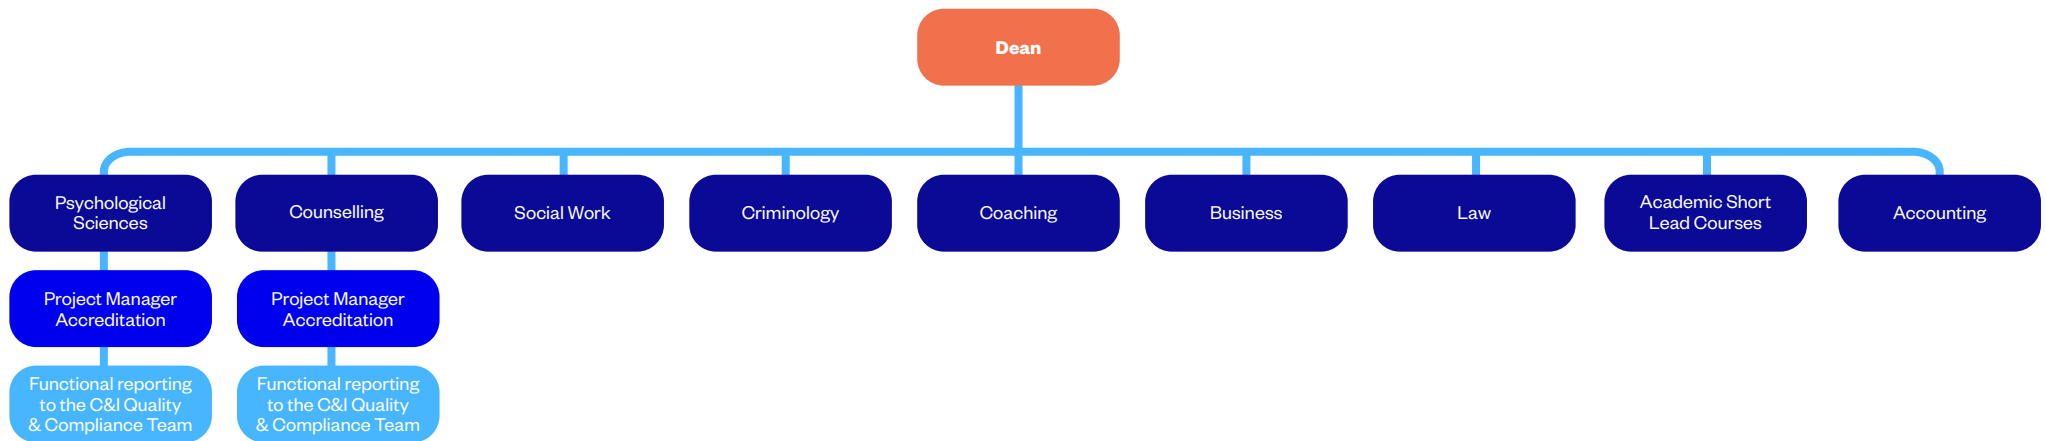 Dean
Psychological
Sciences
Counselling
Social Work
Criminology
Coaching
Business
Law
Academic Short
Lead Courses
Accounting
Project Manager
Accreditation
Project Manager
Accreditation
Functional reporting
to the C&I Quality
& Compliance Team
Functional reporting
to the C&I Quality
& Compliance Team